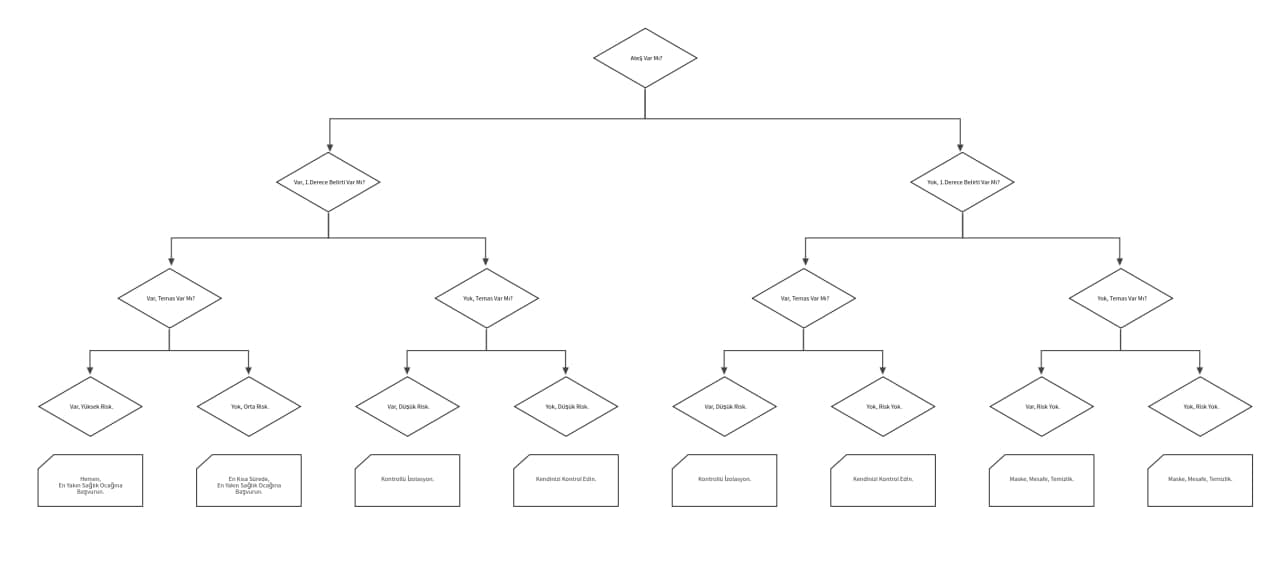 Ateş Var Mı?
Var, 1.Derece Belirti Var Mı?
Yok, 1.Derece Belirti Var Mı?
Var, Temas Var Mı?
Yok, Temas Var Mı?
Var, Temas Var Mı?
Yok, Temas Var Mı?
Var, Yüksek Risk.
Yok, Orta Risk.
Var, Düşük Risk.
Yok, Düşük Risk.
Var, Düşük Risk.
Yok, Risk Yok.
Var, Risk Yok.
Yok, Risk Yok.
Hemen,
En Yakın Sağlık Ocağına
Başvurun.
En Kısa Sürede,
En Yakın Sağlık Ocağına
Başvurun.
Kontrollü İzolasyon.
Kendinizi Kontrol Edin.
Kontrollü İzolasyon.
Kendinizi Kontrol Edin.
Maske, Mesafe, Temizlik.
Maske, Mesafe, Temizlik.